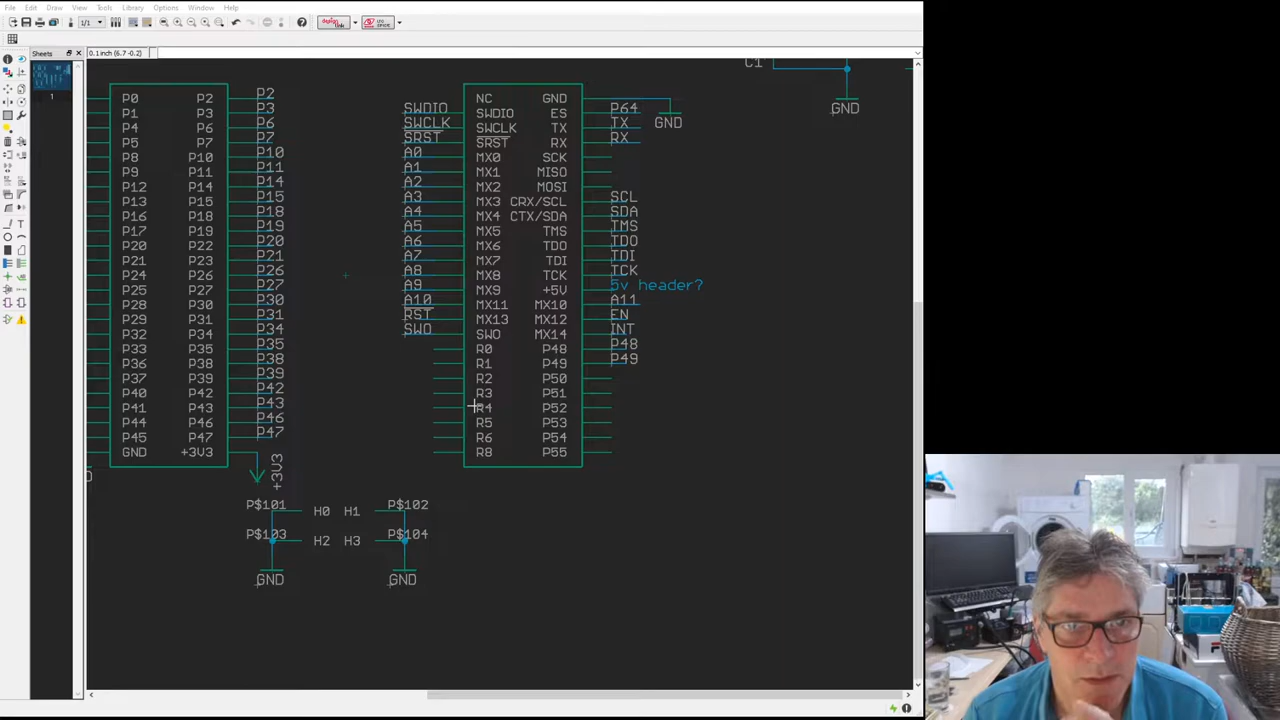 File Edit Draw View Tools Library Options Window Help
1/1
design link
LTC SPICE
Sheets
0.1 inch (6.7 -0.2)
1
P0 P2 P2
P1 P3 P3
P4 P6 P6
P5 P7 P7
P8 P10 P10
P9 P11 P11
P12 P14 P14
P13 P15 P15
P16 P18 P18
P17 P19 P19
P20 P22 P20
P21 P23 P21
P24 P26 P26
P25 P27 P27
P28 P30 P30
P29 P31 P31
P32 P34 P34
P33 P35 P35
P36 P38 P38
P37 P39 P39
P40 P42 P42
P41 P43 P43
P44 P46 P46
P45 P47 P47
GND +3V3
+3V3
P$101 P$102
H0 H1
P$103 P$104
H2 H3
GND GND
NC GND
SWDIO SWDIO ES P64
SWCLK SWCLK TX TX
SRST SRST RX RX
A0 MX0 SCK
A1 MX1 MISO
A2 MX2 MOSI
A3 MX3 CRX/SCL SCL
A4 MX4 CTX/SDA SDA
A5 MX5 TMS TMS
A6 MX6 TDO TDO
A7 MX7 TDI TDI
A8 MX8 TCK TCK
A9 MX9 +5V 5v header?
A10 MX11 MX10 A11
RST MX13 MX12 EN
SWO SWO MX14 INT
R0 P48 P48
R1 P49 P49
R2 P50
R3 P51
R4 P52
R5 P53
R6 P54
R8 P55
GND
C1
GND